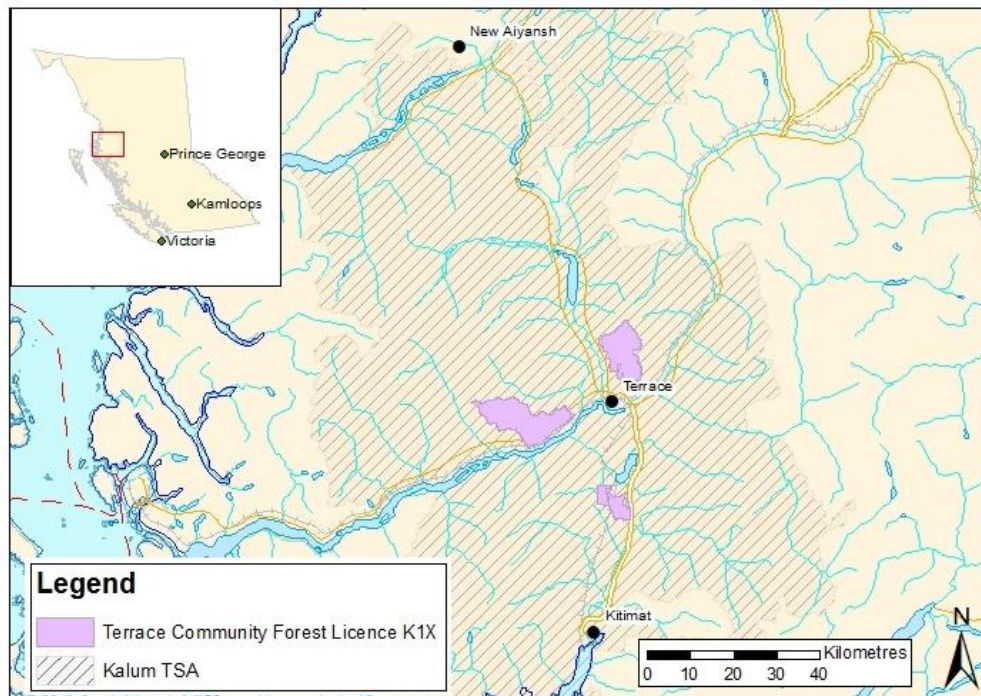 New Aiyansh
Prince George
Kamloops
Victoria
Terrace
Kitimat
Legend
Terrace Community Forest Licence K1X
Kalum TSA
N
Kilometres
0 10 20 30 40